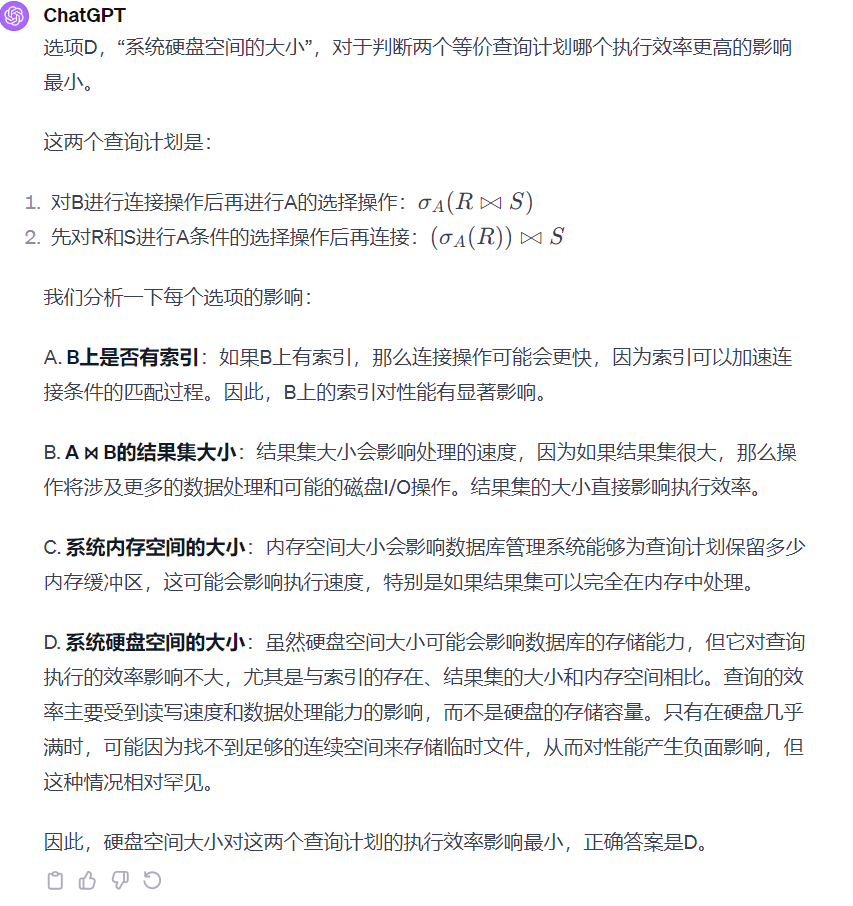 ChatGPT
选项D，“系统硬盘空间的大小”，对于判断两个等价查询计划哪个执行效率更高的影响
最小。
这两个查询计划是：
1. 对B进行连接操作后再进行A的选择操作：σA(R ⋈ S)
2. 先对R和S进行A条件的选择操作后再连接：(σA(R)) ⋈ S
我们分析一下每个选项的影响：
A. B上是否有索引：如果B上有索引，那么连接操作可能会更快，因为索引可以加速连
接条件的匹配过程。因此，B上的索引对性能有显著影响。
B. A ⋈ B的结果集大小：结果集大小会影响处理的速度，因为如果结果集很大，那么操
作将涉及更多的数据处理和可能的磁盘I/O操作。结果集的大小直接影响执行效率。
C. 系统内存空间的大小：内存空间大小会影响数据库管理系统能够为查询计划保留多少
内存缓冲区，这可能会影响执行速度，特别是如果结果集可以完全在内存中处理。
D. 系统硬盘空间的大小：虽然硬盘空间大小可能会影响数据库的存储能力，但它对查询
执行的效率影响不大，尤其是与索引的存在、结果集的大小和内存空间相比。查询的效
率主要受到读写速度和数据处理能力的影响，而不是硬盘的存储容量。只有在硬盘几乎
满时，可能因为找不到足够的连续空间来存储临时文件，从而对性能产生负面影响，但
这种情况相对罕见。
因此，硬盘空间大小对这两个查询计划的执行效率影响最小，正确答案是D。